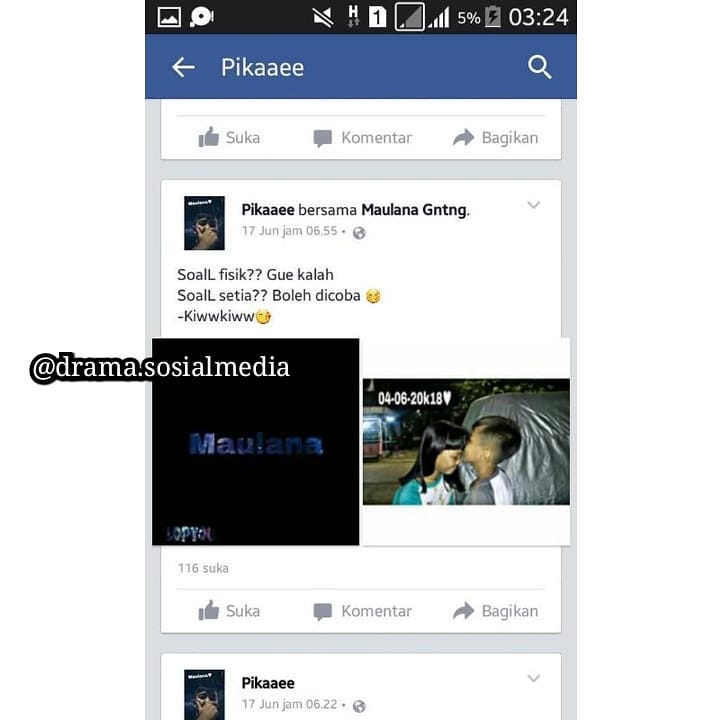 H
1
5%
03:24
Pikaaee
Suka
Komentar
Bagikan
Maulana♥
Pikaaee bersama Maulana Gntng.
17 Jun jam 06.55 •
SoalL fisik?? Gue kalah
SoalL setia?? Boleh dicoba 😋
-Kiwwkiww😘
@drama.sosialmedia
Maulana
LOPYOU
04-06-20k18♥
116 suka
Suka
Komentar
Bagikan
Maulana♥
Pikaaee
17 Jun jam 06.22 •